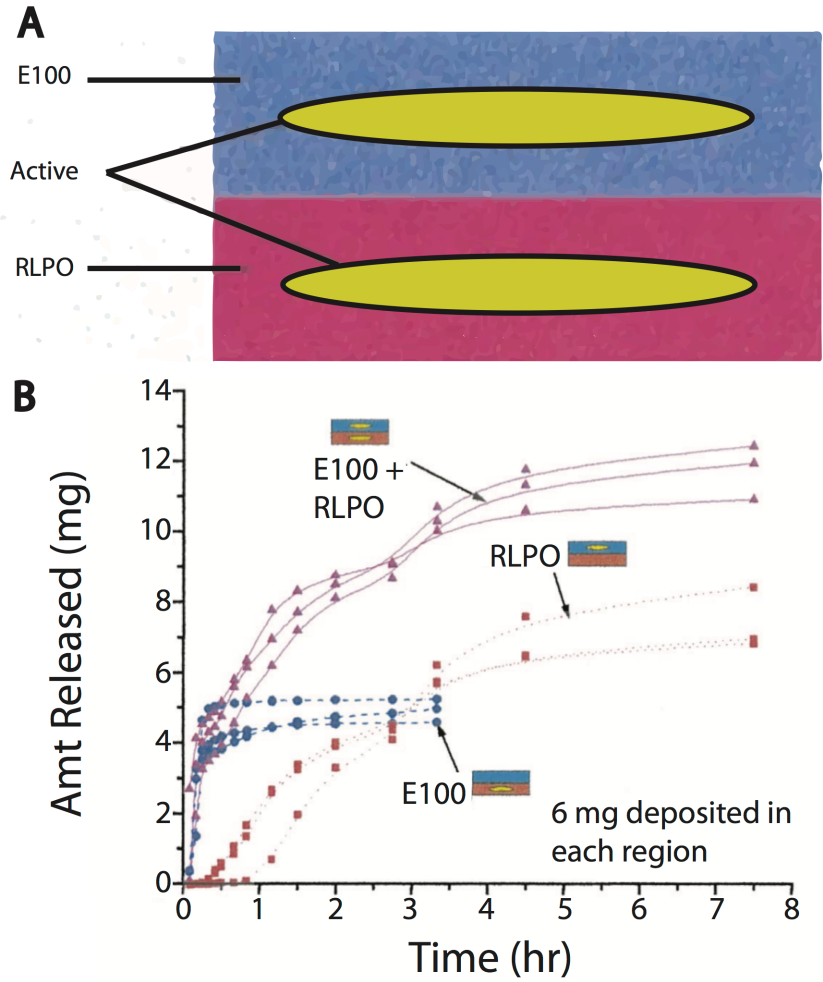 A
E100
Active
RLPO
B
14
12
10
8
6
4
2
0
Amt Released (mg)
E100 +
RLPO
RLPO
E100
6 mg deposited in
each region
0 1 2 3 4 5 6 7 8
Time (hr)